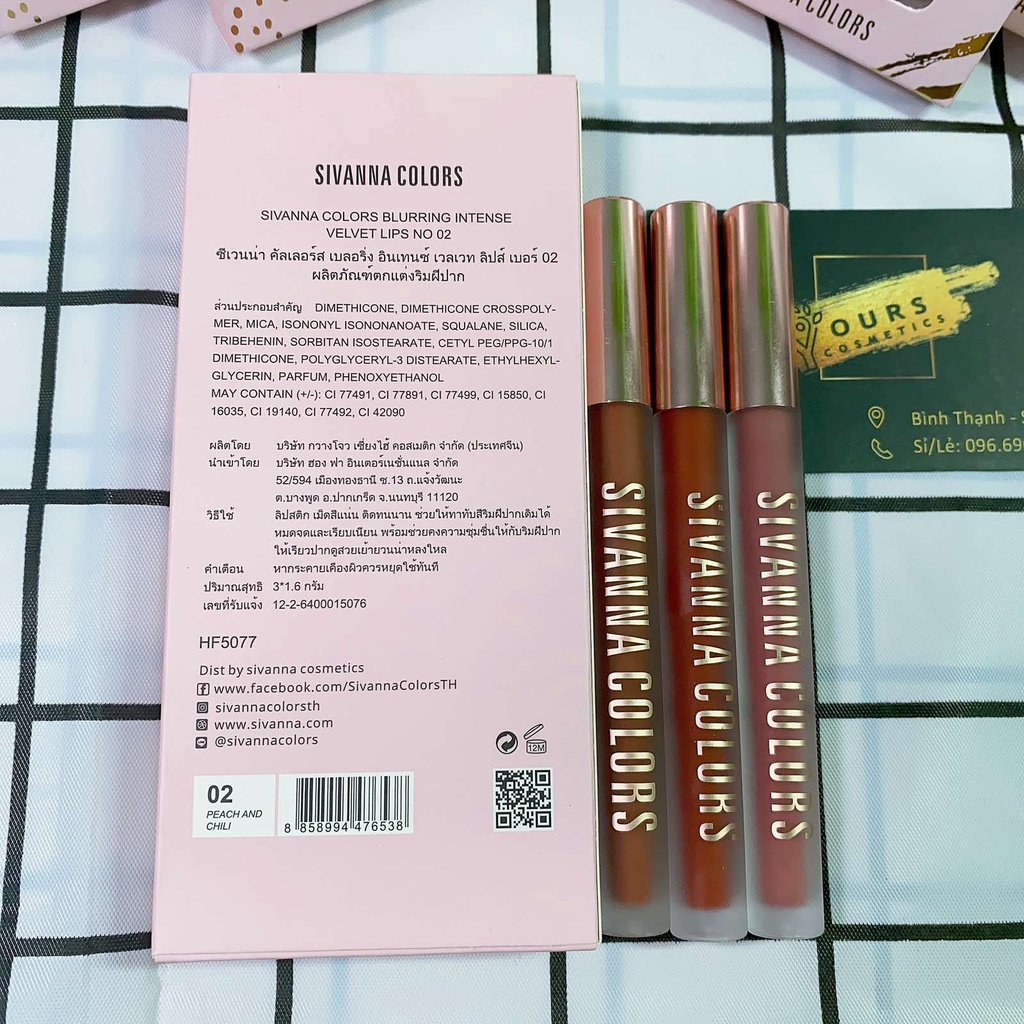 COLORS
SIVANNA COLORS
SIVANNA COLORS BLURRING INTENSE
VELVET LIPS NO 02
ซีเวนน่า คัลเลอร์ส เบลอริ่ง อินเทนซ์ เวลเวท ลิปส์ เบอร์ 02
ผลิตภัณฑ์ตกแต่งริมฝีปาก
ส่วนประกอบสำคัญ DIMETHICONE, DIMETHICONE CROSSPOLY-
MER, MICA, ISONONYL ISONONANOATE, SQUALANE, SILICA,
TRIBEHENIN, SORBITAN ISOSTEARATE, CETYL PEG/PPG-10/1
DIMETHICONE, POLYGLYCERYL-3 DISTEARATE, ETHYLHEXYL-
GLYCERIN, PARFUM, PHENOXYETHANOL
MAY CONTAIN (+/-): CI 77491, CI 77891, CI 77499, CI 15850, CI
16035, CI 19140, CI 77492, CI 42090
ผลิตโดย บริษัท กวางโจว เซี่ยงไฮ้ คอสเมติก จำกัด (ประเทศจีน)
นำเข้าโดย บริษัท ฮอง ฟา อินเตอร์เนชั่นแนล จำกัด
52/594 เมืองทองธานี ซ.13 ถ.แจ้งวัฒนะ
ต.บางพูด อ.ปากเกร็ด จ.นนทบุรี 11120
วิธีใช้ ลิปสติก เม็ดสีแน่น ติดทนนาน ช่วยให้ทาทับสีริมฝีปากเดิมได้
หมดจดและเรียบเนียน พร้อมช่วยคงความชุ่มชื่นให้กับริมฝีปาก
ให้เรียวปากดูสวยเย้ายวนน่าหลงใหล
คำเตือน หากระคายเคืองผิวควรหยุดใช้ทันที
ปริมาณสุทธิ 3*1.6 กรัม
เลขที่รับแจ้ง 12-2-6400015076
HF5077
Dist by sivanna cosmetics
www.facebook.com/SivannaColorsTH
sivannacolorsth
www.sivanna.com
@sivannacolors
12M
02
PEACH AND
CHILI
8 858994 476538
SIVANNA COLORS
SIVANNA COLORS
SIVANNA COLORS
OURS
COSMETICS
Bình Thạnh - S
Sỉ/Lẻ: 096.69